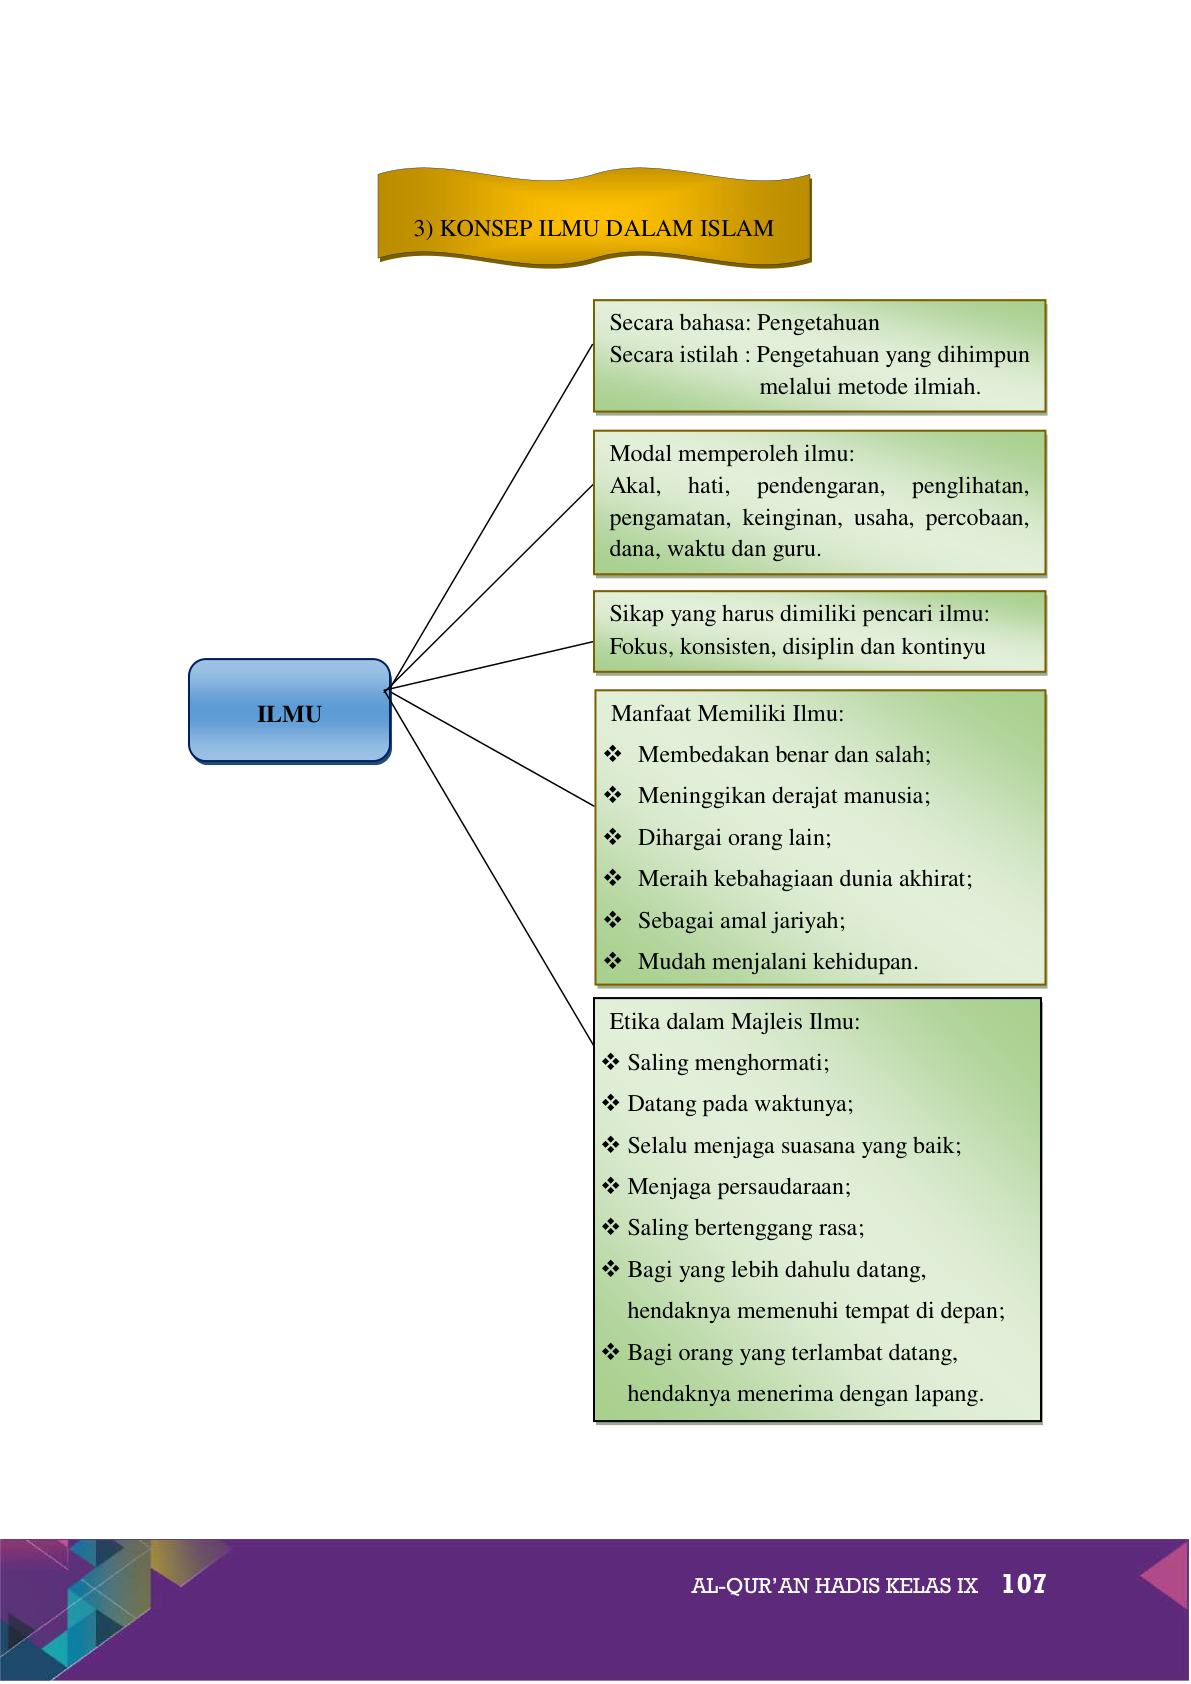 3) KONSEP ILMU DALAM ISLAM
Secara bahasa: Pengetahuan
Secara istilah : Pengetahuan yang dihimpun
melalui metode ilmiah.
Modal memperoleh ilmu:
Akal, hati, pendengaran, penglihatan,
pengamatan, keinginan, usaha, percobaan,
dana, waktu dan guru.
Sikap yang harus dimiliki pencari ilmu:
Fokus, konsisten, disiplin dan kontinyu
ILMU
Manfaat Memiliki Ilmu:
❖ Membedakan benar dan salah;
❖ Meninggikan derajat manusia;
❖ Dihargai orang lain;
❖ Meraih kebahagiaan dunia akhirat;
❖ Sebagai amal jariyah;
❖ Mudah menjalani kehidupan.
Etika dalam Majleis Ilmu:
❖ Saling menghormati;
❖ Datang pada waktunya;
❖ Selalu menjaga suasana yang baik;
❖ Menjaga persaudaraan;
❖ Saling bertenggang rasa;
❖ Bagi yang lebih dahulu datang,
hendaknya memenuhi tempat di depan;
❖ Bagi orang yang terlambat datang,
hendaknya menerima dengan lapang.
AL-QUR’AN HADIS KELAS IX 107